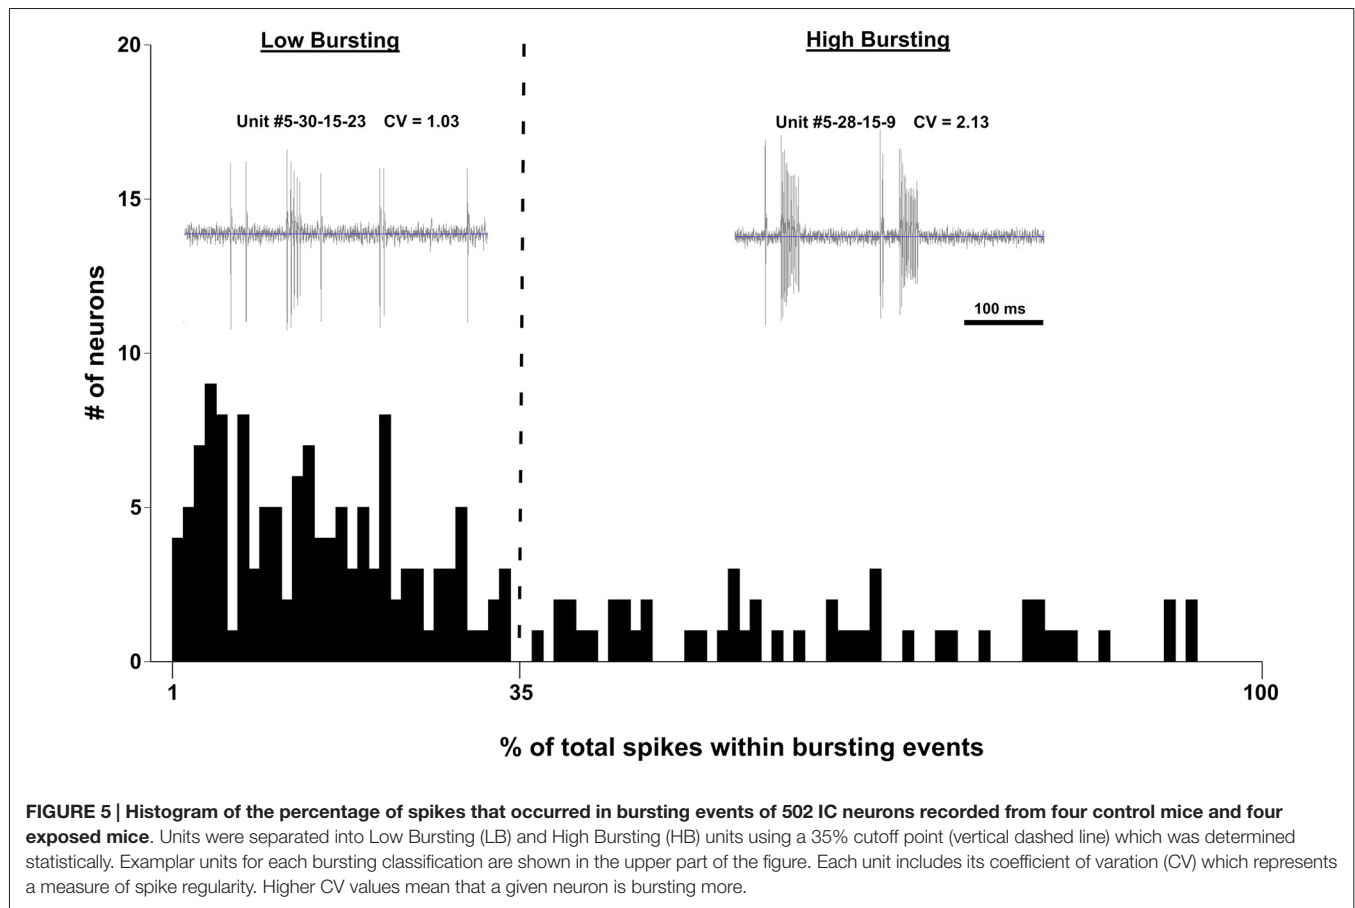 Low Bursting
High Bursting
Unit #5-30-15-23 CV = 1.03
Unit #5-28-15-9 CV = 2.13
100 ms
20
15
10
5
0
# of neurons
1
35
100
% of total spikes within bursting events
FIGURE 5 | Histogram of the percentage of spikes that occurred in bursting events of 502 IC neurons recorded from four control mice and four
exposed mice. Units were separated into Low Bursting (LB) and High Bursting (HB) units using a 35% cutoff point (vertical dashed line) which was determined
statistically. Examplar units for each bursting classification are shown in the upper part of the figure. Each unit includes its coefficient of varation (CV) which represents
a measure of spike regularity. Higher CV values mean that a given neuron is bursting more.